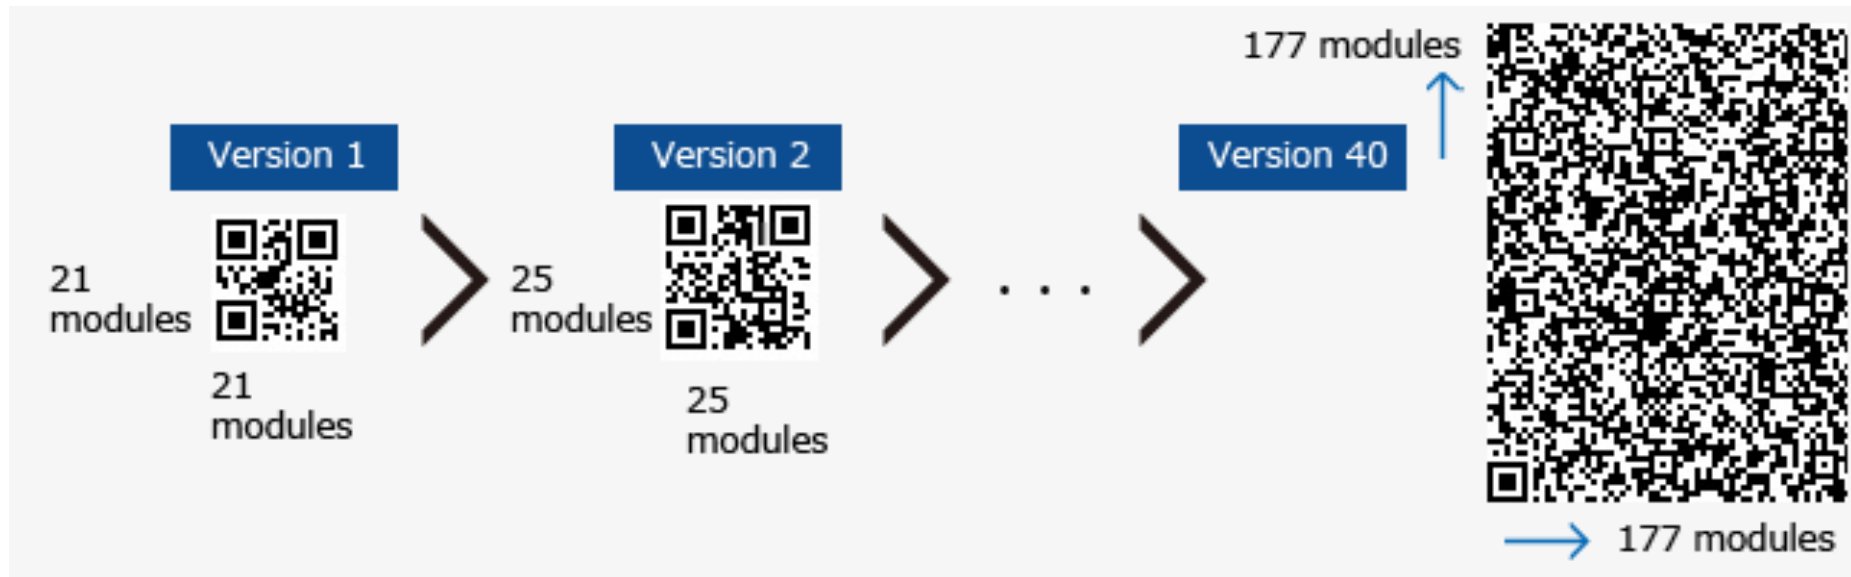 177 modules
Version 1
Version 2
Version 40
21
modules
25
modules
. . .
21
modules
25
modules
177 modules